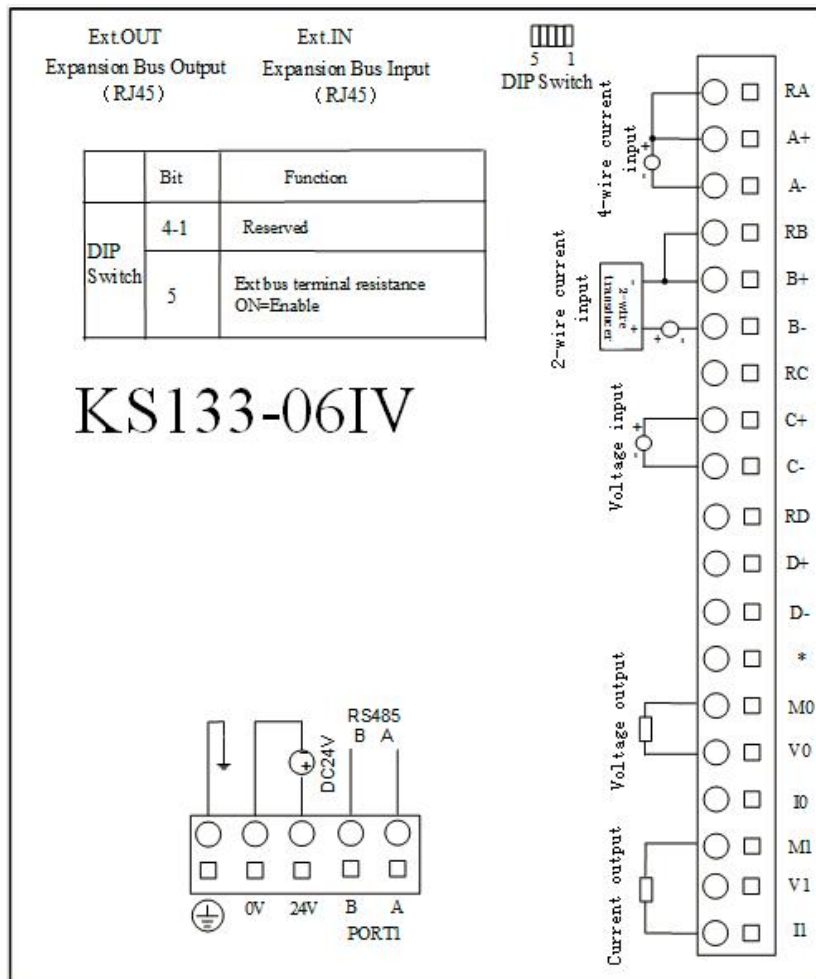 Ext.OUT
Expansion Bus Output
(RJ45)
Ext.IN
Expansion Bus Input
(RJ45)
5 1
DIP Switch
Bit Function
DIP Switch
4-1 Reserved
5 Ext bus terminal resistance
ON=Enable
KS133-06IV
4-wire current
input
+
-
2-wire current
input
- +
2-wire
transducer
+ -
Voltage input
+
-
Voltage output
Current output
RA
A+
A-
RB
B+
B-
RC
C+
C-
RD
D+
D-
*
M0
V0
I0
M1
V1
I1
RS485
B A
DC24V
- +
0V 24V B A
PORT1